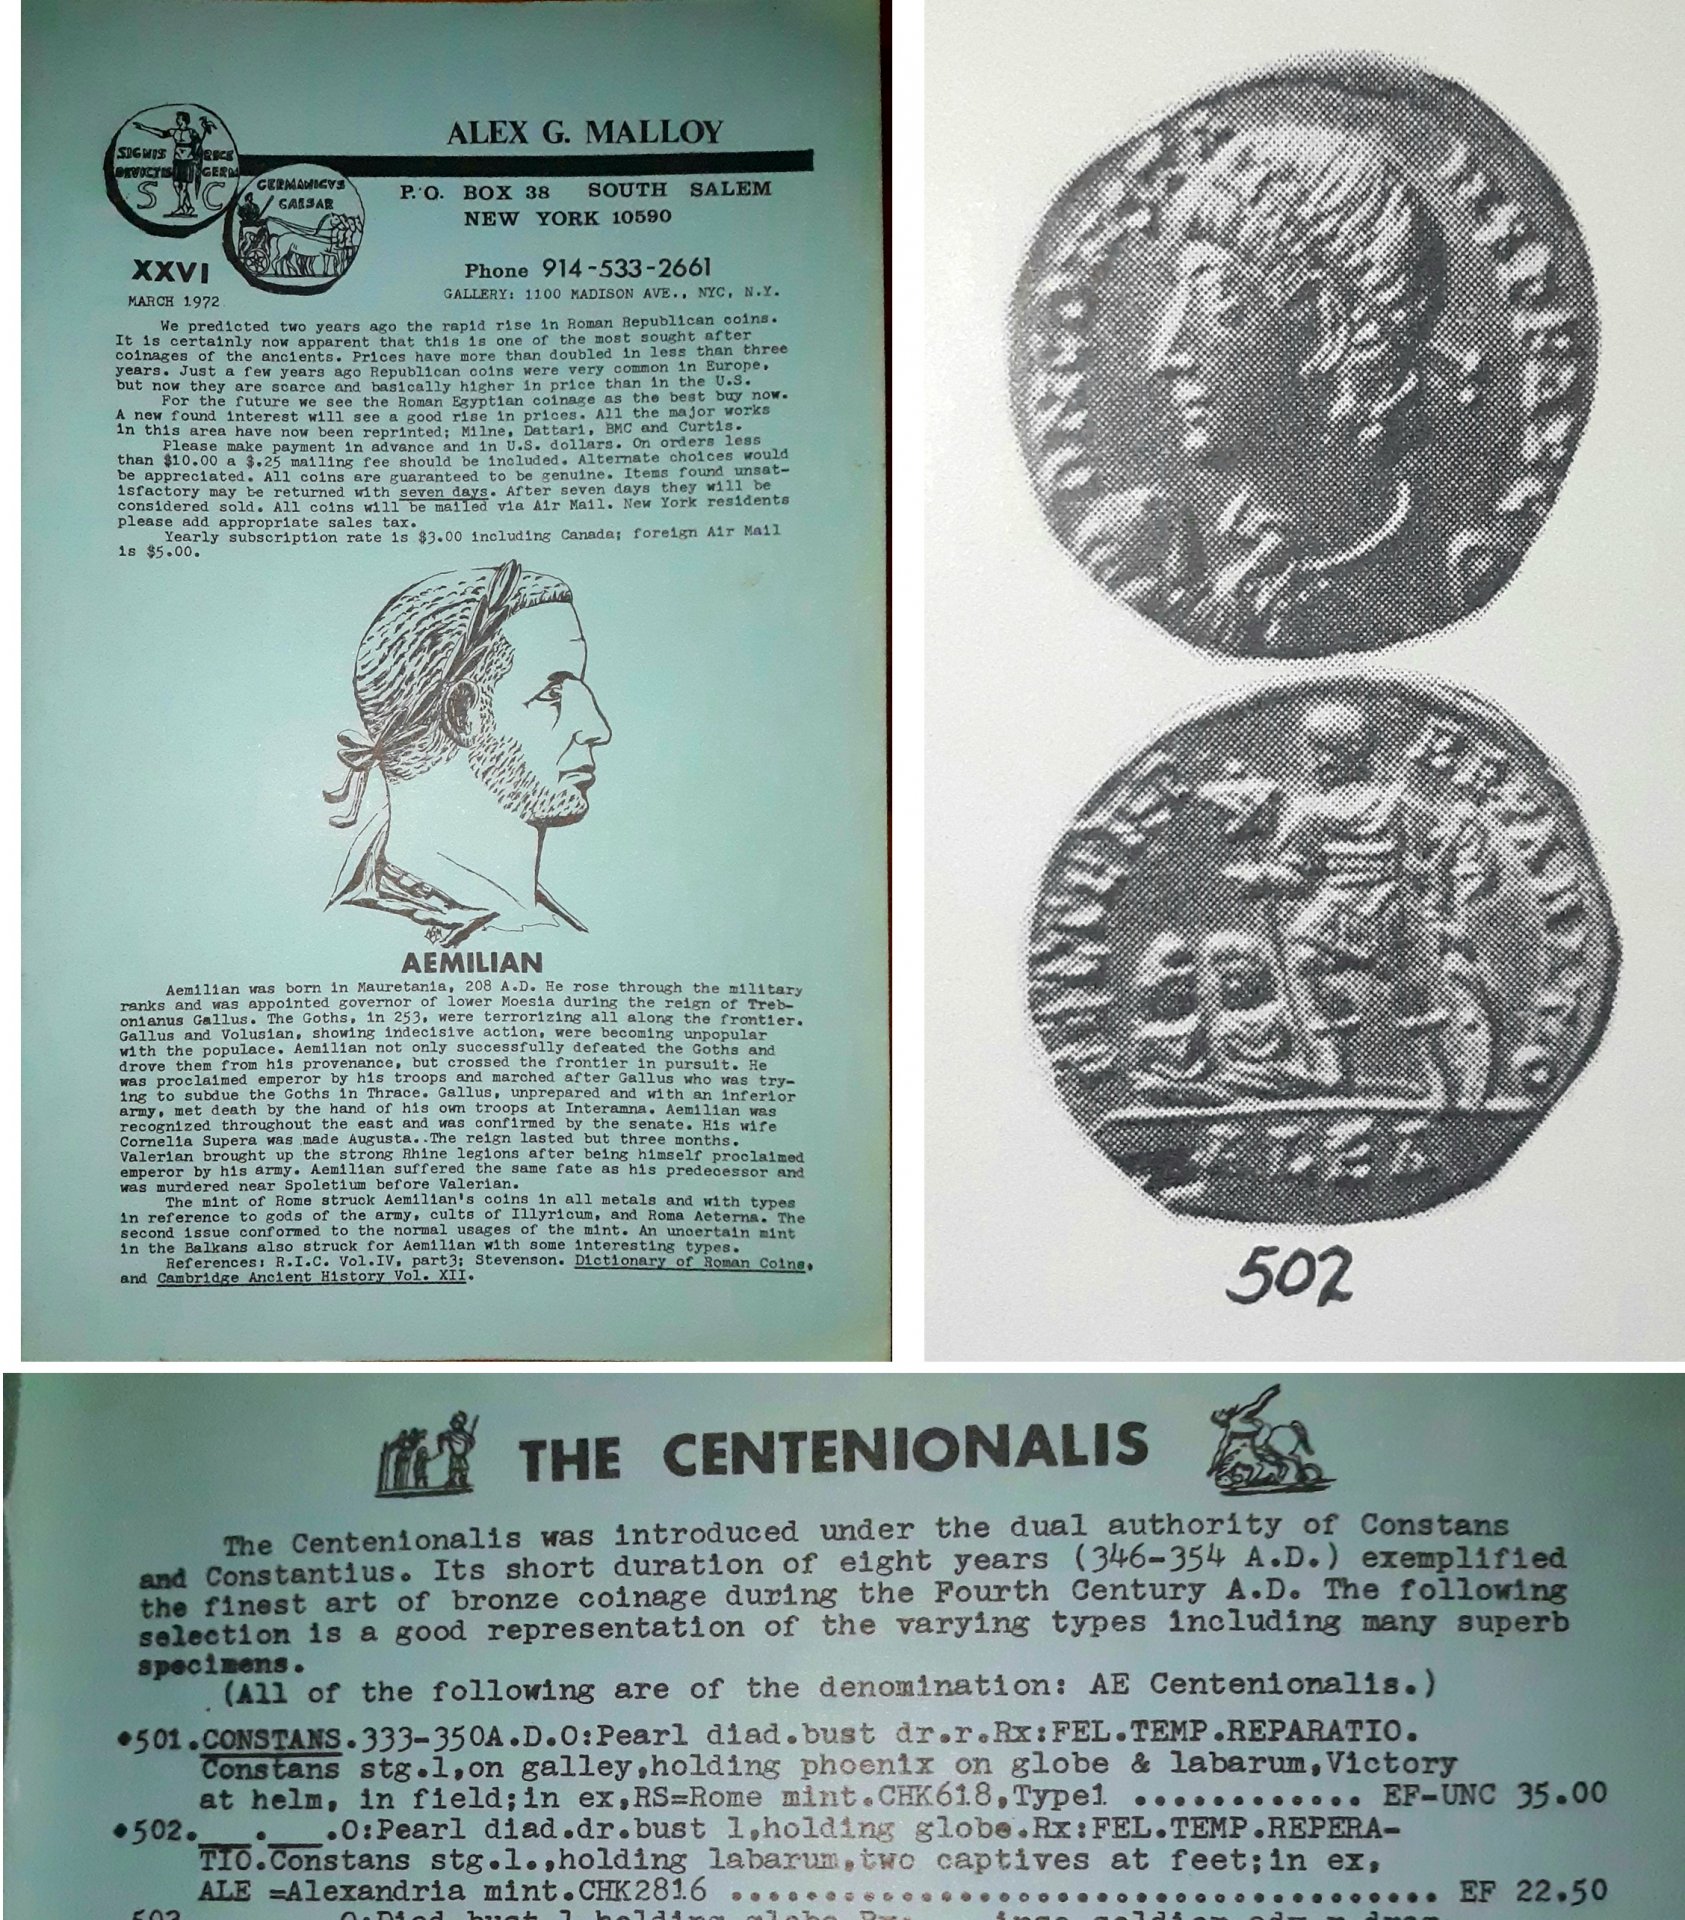 ALEX G. MALLOY
SIGNIS RECE
DEVICTIS GERM
S C
GERMANICVS
CAESAR
P.O. BOX 38 SOUTH SALEM
NEW YORK 10590
XXVI
MARCH 1972
Phone 914-533-2661
GALLERY: 1100 MADISON AVE., NYC, N.Y.
We predicted two years ago the rapid rise in Roman Republican coins.
It is certainly now apparent that this is one of the most sought after
coinages of the ancients. Prices have more than doubled in less than three
years. Just a few years ago Republican coins were very common in Europe,
but now they are scarce and basically higher in price than in the U.S.
For the future we see the Roman Egyptian coinage as the best buy now.
A new found interest will see a good rise in prices. All the major works
in this area have now been reprinted; Milne, Dattari, BMC and Curtis.
Please make payment in advance and in U.S. dollars. On orders less
than $10.00 a $.25 mailing fee should be included. Alternate choices would
be appreciated. All coins are guaranteed to be genuine. Items found unsat-
isfactory may be returned with seven days. After seven days they will be
considered sold. All coins will be mailed via Air Mail. New York residents
please add appropriate sales tax.
Yearly subscription rate is $3.00 including Canada; foreign Air Mail
is $5.00.
AEMILIAN
Aemilian was born in Mauretania, 208 A.D. He rose through the military
ranks and was appointed governor of lower Moesia during the reign of Treb-
onianus Gallus. The Goths, in 253, were terrorizing all along the frontier.
Gallus and Volusian, showing indecisive action, were becoming unpopular
with the populace. Aemilian not only successfully defeated the Goths and
drove them from his provenance, but crossed the frontier in pursuit. He
was proclaimed emperor by his troops and marched after Gallus who was try-
ing to subdue the Goths in Thrace. Gallus, unprepared and with an inferior
army, met death by the hand of his own troops at Interamna. Aemilian was
recognized throughout the east and was confirmed by the senate. His wife
Cornelia Supera was made Augusta..The reign lasted but three months.
Valerian brought up the strong Rhine legions after being himself proclaimed
emperor by his army. Aemilian suffered the same fate as his predecessor and
was murdered near Spoletium before Valerian.
The mint of Rome struck Aemilian's coins in all metals and with types
in reference to gods of the army, cults of Illyricum, and Roma Aeterna. The
second issue conformed to the normal usages of the mint. An uncertain mint
in the Balkans also struck for Aemilian with some interesting types.
References: R.I.C. Vol.IV, part3; Stevenson. Dictionary of Roman Coins,
and Cambridge Ancient History Vol. XII.
502
THE CENTENIONALIS
The Centenionalis was introduced under the dual authority of Constans
and Constantius. Its short duration of eight years (346-354 A.D.) exemplified
the finest art of bronze coinage during the Fourth Century A.D. The following
selection is a good representation of the varying types including many superb
specimens.
(All of the following are of the denomination: AE Centenionalis.)
•501.CONSTANS.333-350A.D.O:Pearl diad.bust dr.r.Rx:FEL.TEMP.REPARATIO.
Constans stg.l,on galley,holding phoenix on globe & labarum,Victory
at helm, in field;in ex,RS=Rome mint.CHK618,Type1 ............ EF-UNC 35.00
•502.___.___.O:Pearl diad.dr.bust l,holding globe.Rx:FEL.TEMP.REPERA-
TIO.Constans stg.l.,holding labarum,two captives at feet;in ex,
ALE =Alexandria mint.CHK2816 ..................................... EF 22.50